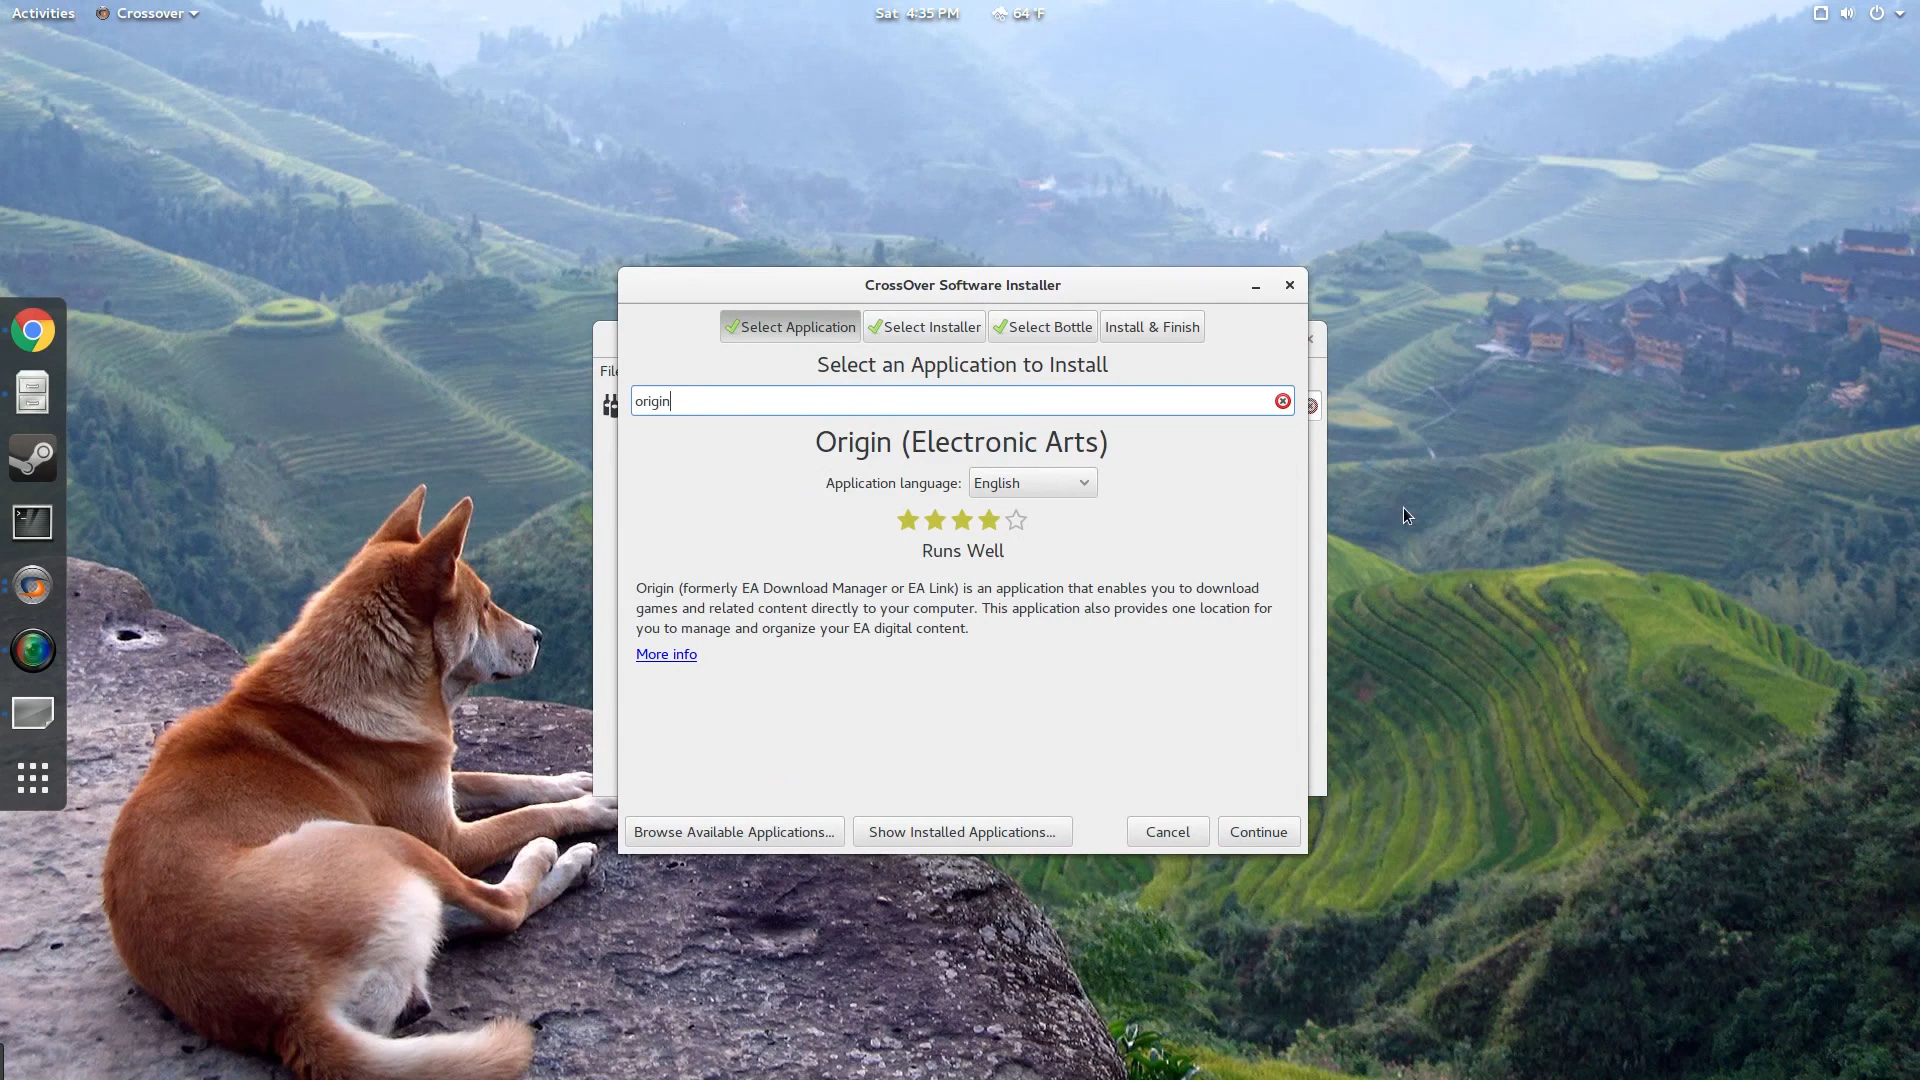 Activities
Crossover
Sat 4:35 PM
64 °F
CrossOver Software Installer
Select Application
Select Installer
Select Bottle
Install & Finish
File
Select an Application to Install
origin
Origin (Electronic Arts)
Application language:
English
Runs Well
Origin (formerly EA Download Manager or EA Link) is an application that enables you to download
games and related content directly to your computer. This application also provides one location for
you to manage and organize your EA digital content.
More info
Browse Available Applications...
Show Installed Applications...
Cancel
Continue